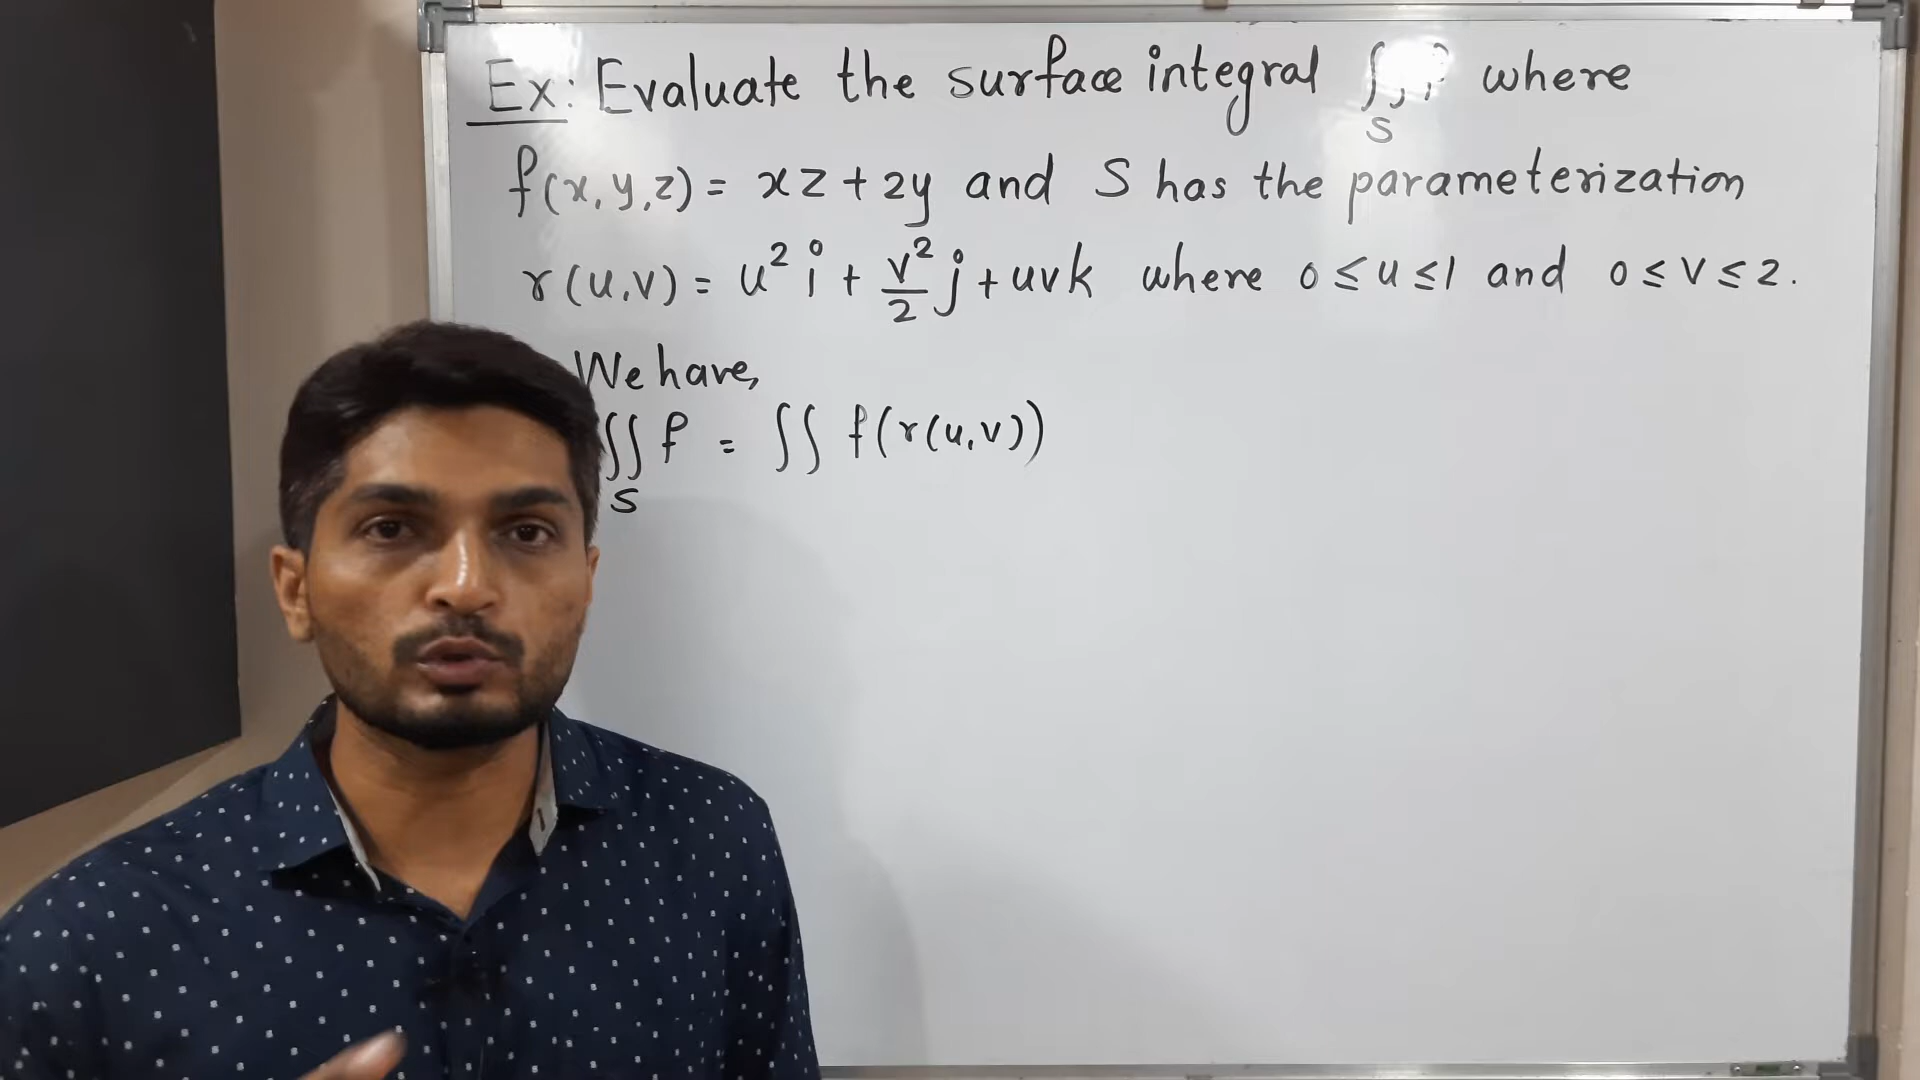 Ex: Evaluate the surface integral ∫∫ f where
S
f(x,y,z) = xz + 2y and S has the parameterization
r(u,v) = u² i + v²/2 j + uvk where 0 ≤ u ≤ 1 and 0 ≤ v ≤ 2.
We have,
∫∫ f = ∫∫ f(r(u,v))
S